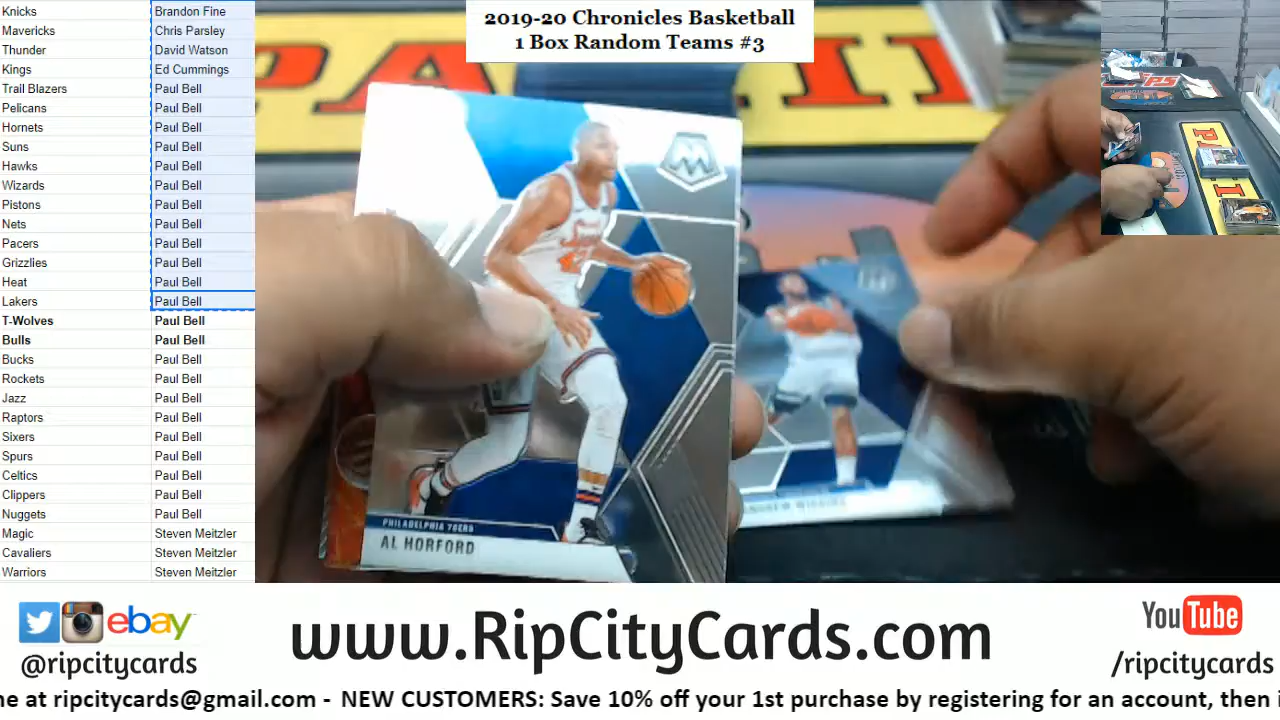 Knicks Brandon Fine
Mavericks Chris Parsley
Thunder David Watson
Kings Ed Cummings
Trail Blazers Paul Bell
Pelicans Paul Bell
Hornets Paul Bell
Suns Paul Bell
Hawks Paul Bell
Wizards Paul Bell
Pistons Paul Bell
Nets Paul Bell
Pacers Paul Bell
Grizzlies Paul Bell
Heat Paul Bell
Lakers Paul Bell
T-Wolves Paul Bell
Bulls Paul Bell
Bucks Paul Bell
Rockets Paul Bell
Jazz Paul Bell
Raptors Paul Bell
Sixers Paul Bell
Spurs Paul Bell
Celtics Paul Bell
Clippers Paul Bell
Nuggets Paul Bell
Magic Steven Meitzler
Cavaliers Steven Meitzler
Warriors Steven Meitzler
2019-20 Chronicles Basketball
1 Box Random Teams #3
PHILADELPHIA 76ERS
AL HORFORD
ANDREW WIGGINS
ebay
@ripcitycards
www.RipCityCards.com
YouTube
/ripcitycards
ne at ripcitycards@gmail.com - NEW CUSTOMERS: Save 10% off your 1st purchase by registering for an account, then i